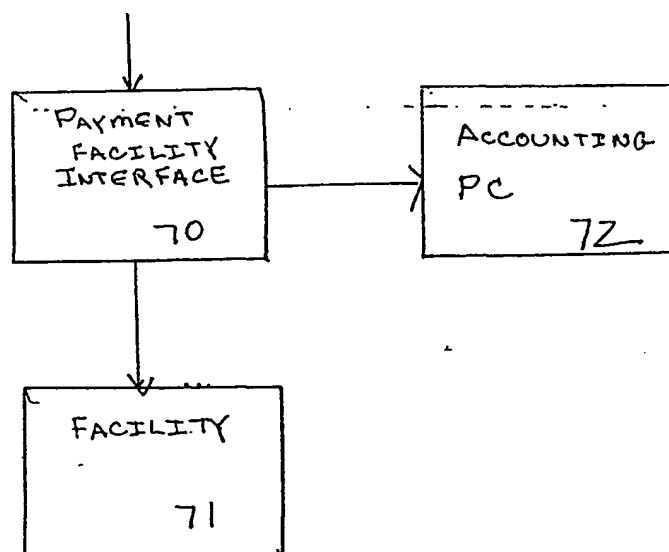 PAYMENT
FACILITY
INTERFACE
70
ACCOUNTING
PC
72
FACILITY
71